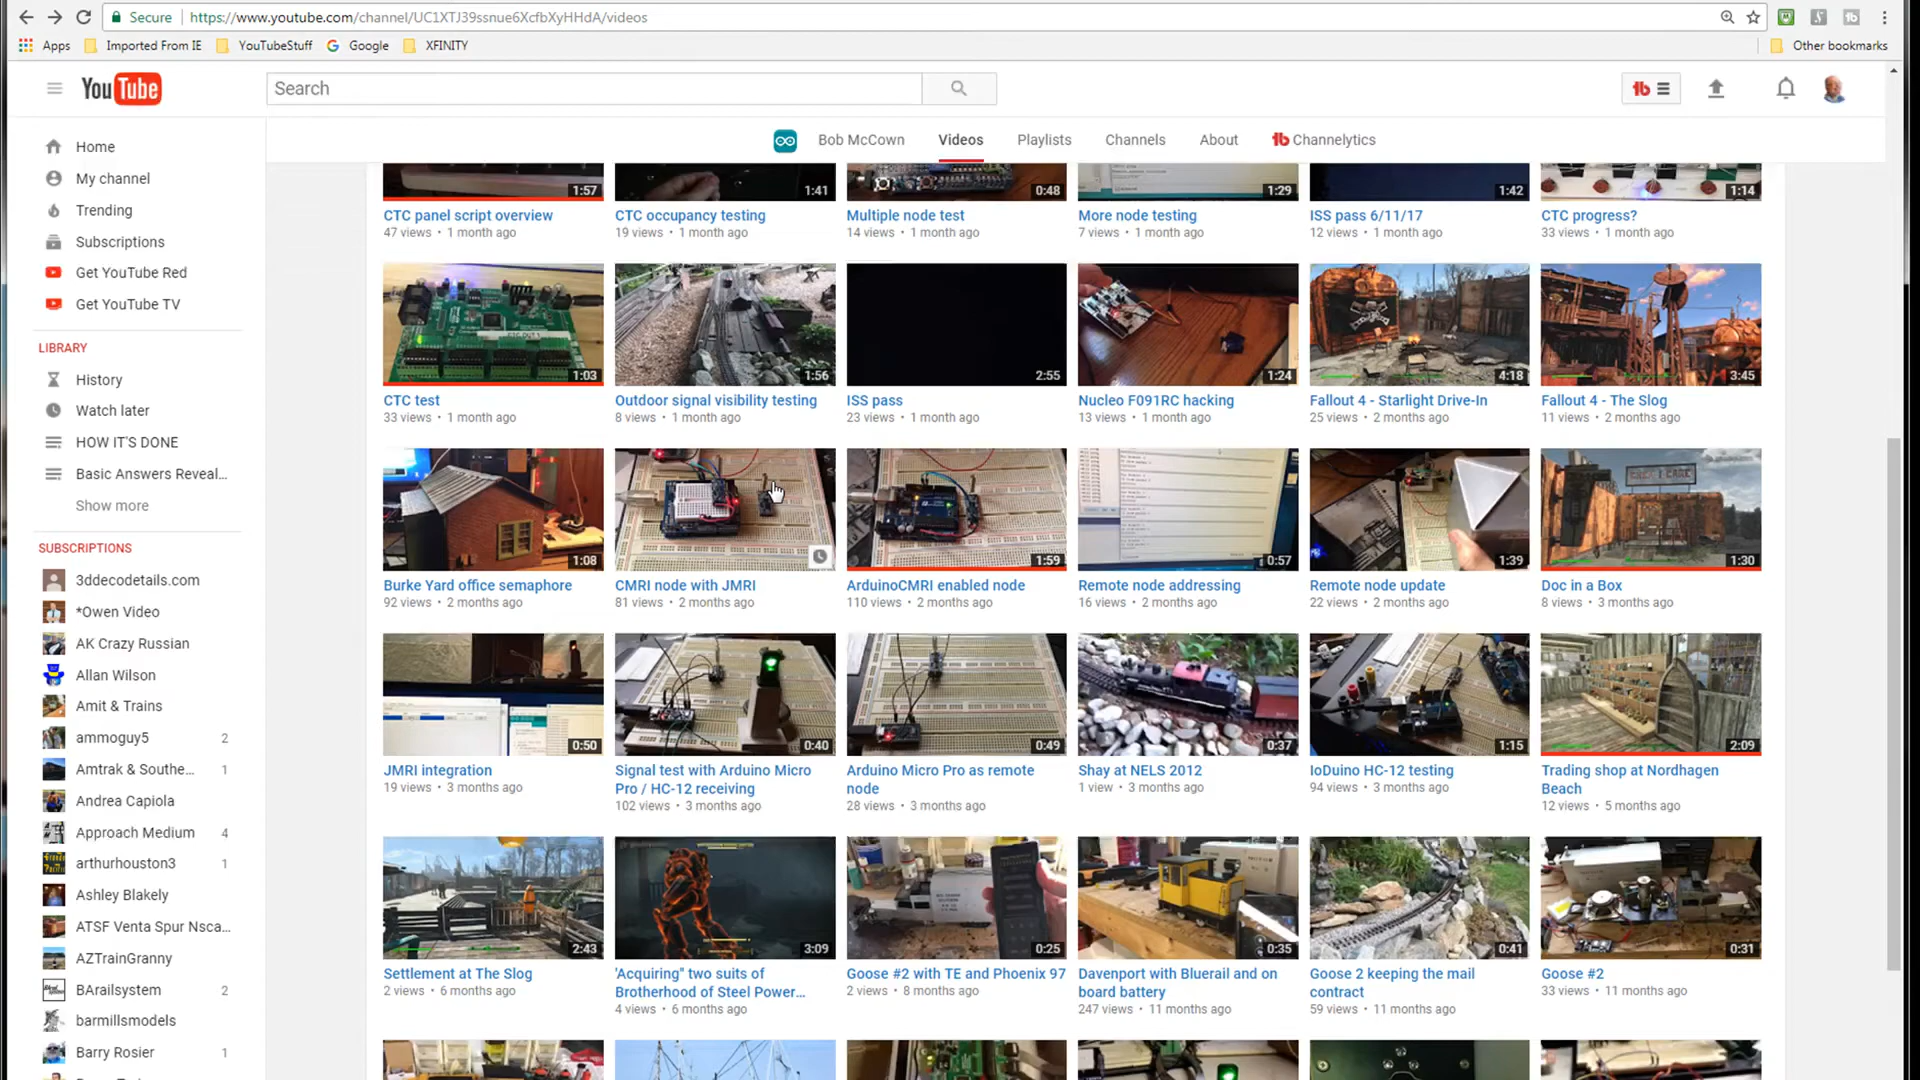 Secure https://www.youtube.com/channel/UC1XTJ39ssnue6XcfbXyHHdA/videos
Apps Imported From IE YouTubeStuff Google XFINITY Other bookmarks
YouTube Search
Bob McCown Videos Playlists Channels About Channelytics
Home
My channel
Trending
Subscriptions
Get YouTube Red
Get YouTube TV
LIBRARY
History
Watch later
HOW IT'S DONE
Basic Answers Reveal...
Show more
SUBSCRIPTIONS
3ddecodetails.com
*Owen Video
AK Crazy Russian
Allan Wilson
Amit & Trains
ammoguy5 2
Amtrak & Southe... 1
Andrea Capiola
Approach Medium 4
arthurhouston3 1
Ashley Blakely
ATSF Venta Spur Nsca...
AZTrainGranny
BArailsystem 2
barmillsmodels
Barry Rosier 1
1:57 1:41 0:48 1:29 1:42 1:14
CTC panel script overview
47 views • 1 month ago
CTC occupancy testing
19 views • 1 month ago
Multiple node test
14 views • 1 month ago
More node testing
7 views • 1 month ago
ISS pass 6/11/17
12 views • 1 month ago
CTC progress?
33 views • 1 month ago
1:03 1:56 2:55 1:24 4:18 3:45
CTC test
33 views • 1 month ago
Outdoor signal visibility testing
8 views • 1 month ago
ISS pass
23 views • 1 month ago
Nucleo F091RC hacking
13 views • 1 month ago
Fallout 4 - Starlight Drive-In
25 views • 2 months ago
Fallout 4 - The Slog
11 views • 2 months ago
1:08 1:59 0:57 1:39 1:30
Burke Yard office semaphore
92 views • 2 months ago
CMRI node with JMRI
81 views • 2 months ago
ArduinoCMRI enabled node
110 views • 2 months ago
Remote node addressing
16 views • 2 months ago
Remote node update
22 views • 2 months ago
Doc in a Box
8 views • 3 months ago
0:50 0:40 0:49 0:37 1:15 2:09
JMRI integration
19 views • 3 months ago
Signal test with Arduino Micro
Pro / HC-12 receiving
102 views • 3 months ago
Arduino Micro Pro as remote
node
28 views • 3 months ago
Shay at NELS 2012
1 view • 3 months ago
IoDuino HC-12 testing
94 views • 3 months ago
Trading shop at Nordhagen
Beach
12 views • 5 months ago
2:43 3:09 0:25 0:35 0:41 0:31
Settlement at The Slog
2 views • 6 months ago
'Acquiring" two suits of
Brotherhood of Steel Power...
4 views • 6 months ago
Goose #2 with TE and Phoenix 97
2 views • 8 months ago
Davenport with Bluerail and on
board battery
247 views • 11 months ago
Goose 2 keeping the mail
contract
59 views • 11 months ago
Goose #2
33 views • 11 months ago